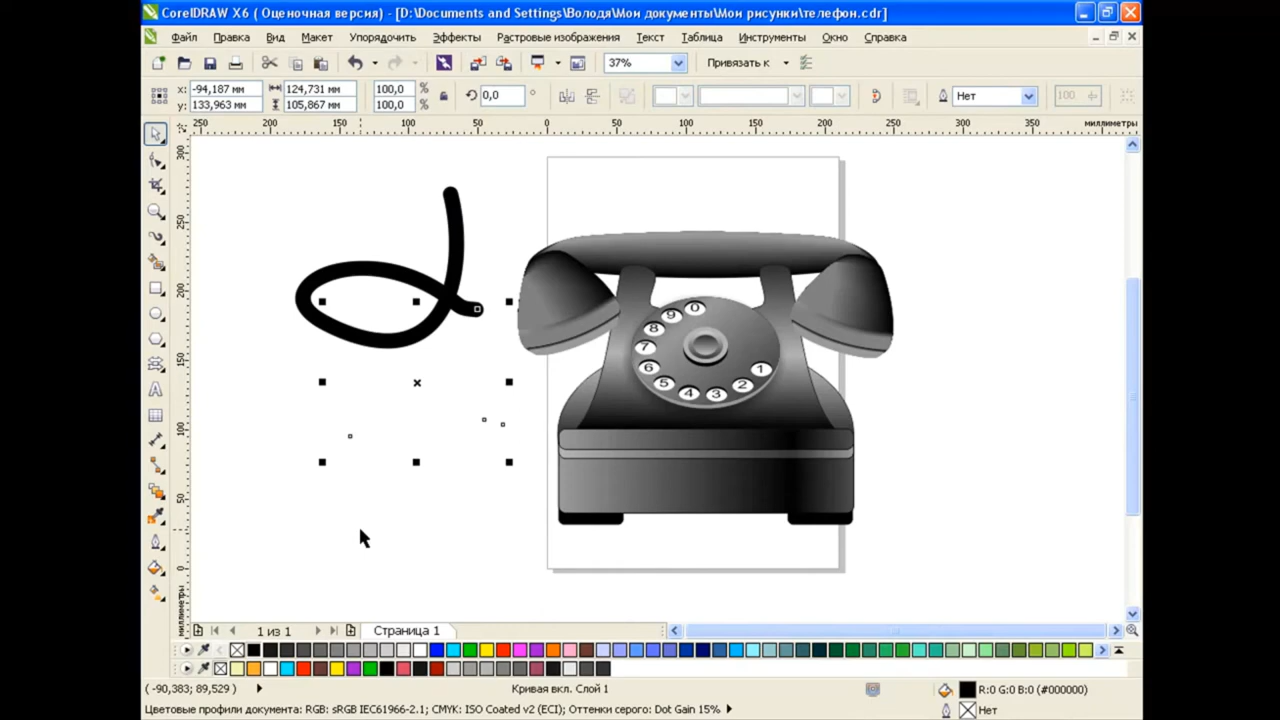 CorelDRAW X6 ( Оценочная версия) - [D:\Documents and Settings\Володя\Мои документы\Мои рисунки\телефон.cdr]
Файл Правка Вид Макет Упорядочить Эффекты Растровые изображения Текст Таблица Инструменты Окно Справка
37% Привязать к
x: -94,187 мм 124,731 мм 100,0 % 0,0 ° Нет 100
y: 133,963 мм 105,867 мм 100,0 %
250 200 150 100 50 0 50 100 150 200 250 300 350 миллиметры
300
250
200
150
100
50
0
миллиметры
0
9
8
7
6
5
4
3
2
1
1 из 1 Страница 1
( -90,383; 89,529 ) Кривая вкл. Слой 1 R:0 G:0 B:0 (#000000)
Цветовые профили документа: RGB: sRGB IEC61966-2.1; CMYK: ISO Coated v2 (ECI); Оттенки серого: Dot Gain 15% Нет